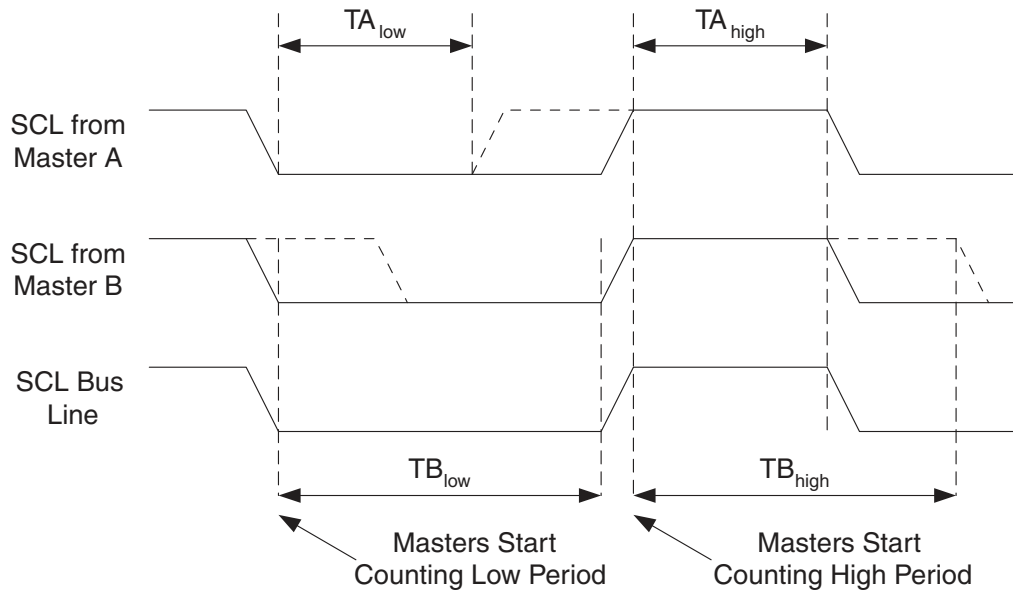 TA low
TA high
SCL from
Master A
SCL from
Master B
SCL Bus
Line
TB low
TB high
Masters Start
Counting Low Period
Masters Start
Counting High Period